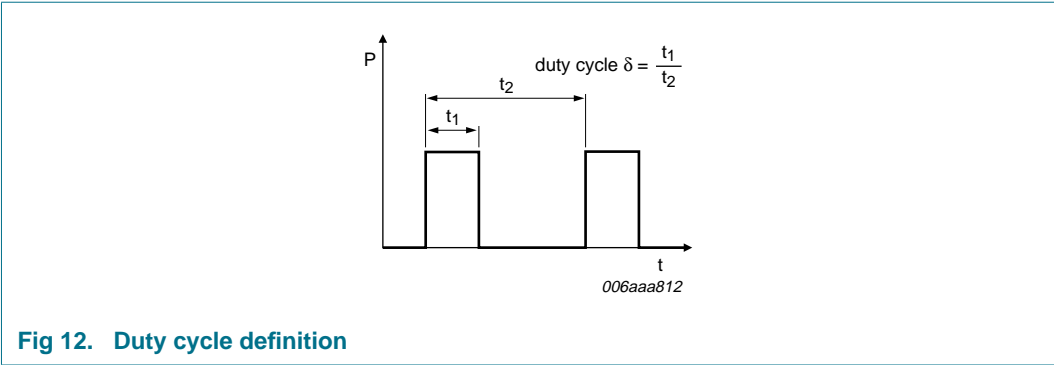 P
duty cycle δ = t1
t2
t2
t1
t
006aaa812
Fig 12. Duty cycle definition